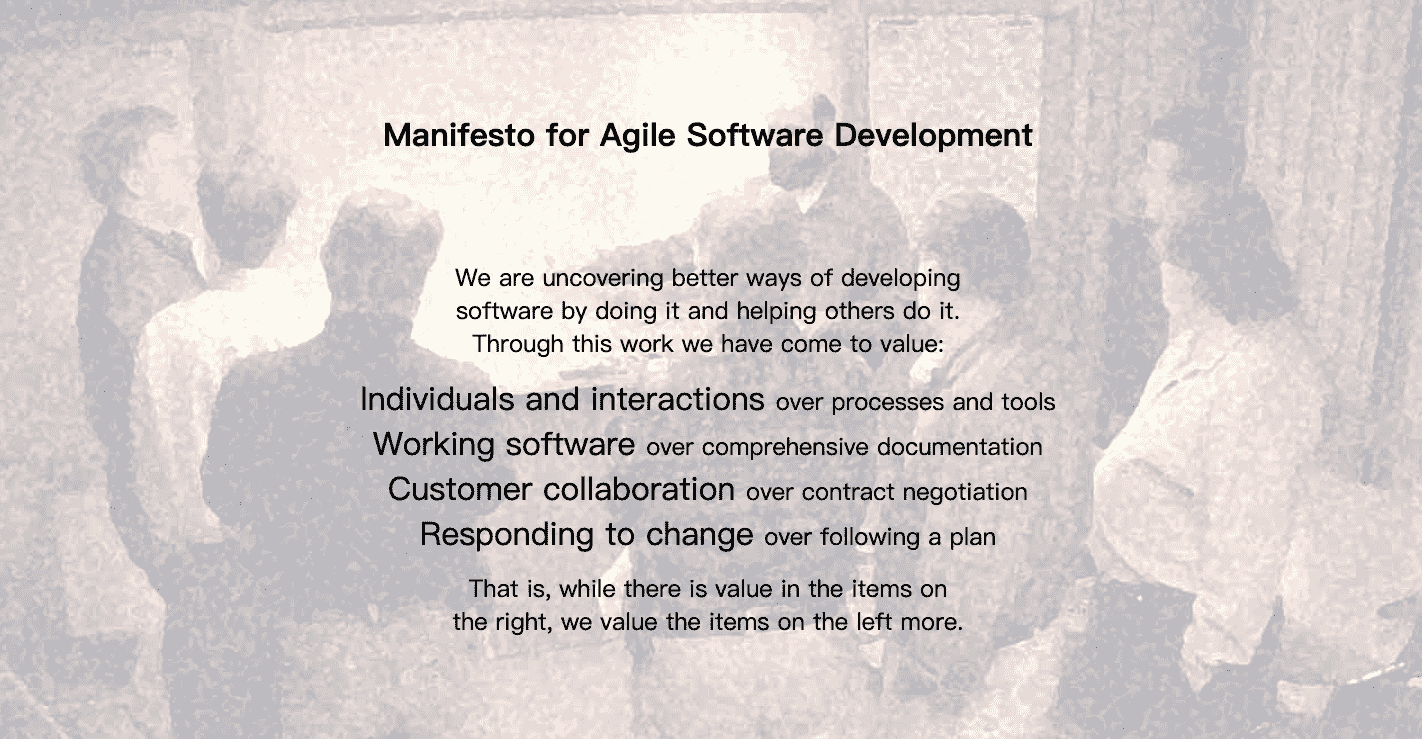 Manifesto for Agile Software Development
We are uncovering better ways of developing
software by doing it and helping others do it.
Through this work we have come to value:
Individuals and interactions over processes and tools
Working software over comprehensive documentation
Customer collaboration over contract negotiation
Responding to change over following a plan
That is, while there is value in the items on
the right, we value the items on the left more.